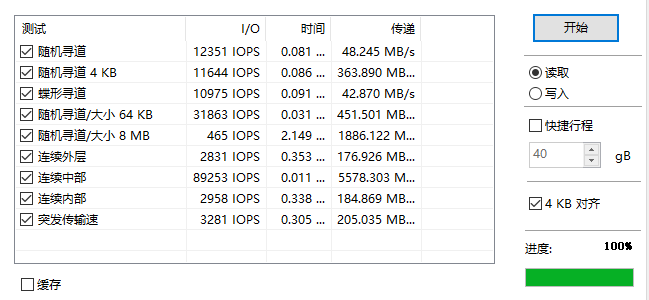 测试 I/O 时间 传递
随机寻道 12351 IOPS 0.081 ... 48.245 MB/s
随机寻道 4 KB 11644 IOPS 0.086 ... 363.890 MB...
蝶形寻道 10975 IOPS 0.091 ... 42.870 MB/s
随机寻道/大小 64 KB 31863 IOPS 0.031 ... 451.501 MB...
随机寻道/大小 8 MB 465 IOPS 2.149 ... 1886.122 M...
连续外层 2831 IOPS 0.353 ... 176.926 MB...
连续中部 89253 IOPS 0.011 ... 5578.303 M...
连续内部 2958 IOPS 0.338 ... 184.869 MB...
突发传输速 3281 IOPS 0.305 ... 205.035 MB...
缓存
开始
读取
写入
快捷行程
40 gB
4 KB 对齐
进度: 100%